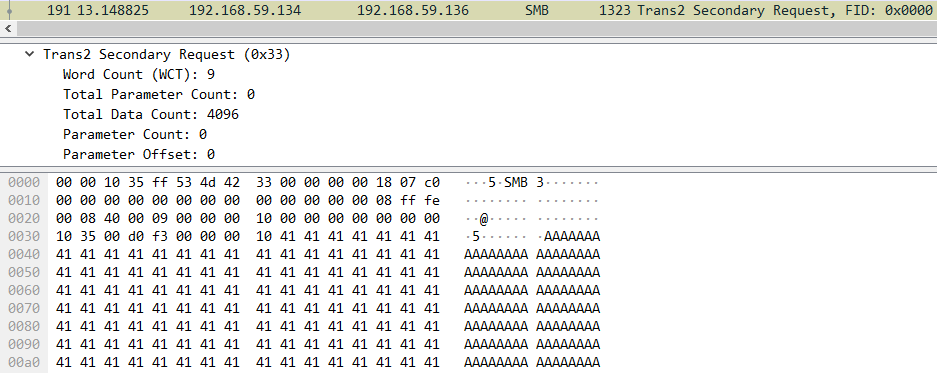 191 13.148825 192.168.59.134 192.168.59.136 SMB 1323 Trans2 Secondary Request, FID: 0x0000
Trans2 Secondary Request (0x33)
Word Count (WCT): 9
Total Parameter Count: 0
Total Data Count: 4096
Parameter Count: 0
Parameter Offset: 0
0000 00 00 10 35 ff 53 4d 42 33 00 00 00 00 18 07 c0 ···5·SMB 3·······
0010 00 00 00 00 00 00 00 00 00 00 00 00 00 08 ff fe ········ ········
0020 00 08 40 00 09 00 00 00 10 00 00 00 00 00 00 00 ··@····· ········
0030 10 35 00 d0 f3 00 00 00 10 41 41 41 41 41 41 41 ·5······ ·AAAAAAA
0040 41 41 41 41 41 41 41 41 41 41 41 41 41 41 41 41 AAAAAAAA AAAAAAAA
0050 41 41 41 41 41 41 41 41 41 41 41 41 41 41 41 41 AAAAAAAA AAAAAAAA
0060 41 41 41 41 41 41 41 41 41 41 41 41 41 41 41 41 AAAAAAAA AAAAAAAA
0070 41 41 41 41 41 41 41 41 41 41 41 41 41 41 41 41 AAAAAAAA AAAAAAAA
0080 41 41 41 41 41 41 41 41 41 41 41 41 41 41 41 41 AAAAAAAA AAAAAAAA
0090 41 41 41 41 41 41 41 41 41 41 41 41 41 41 41 41 AAAAAAAA AAAAAAAA
00a0 41 41 41 41 41 41 41 41 41 41 41 41 41 41 41 41 AAAAAAAA AAAAAAAA